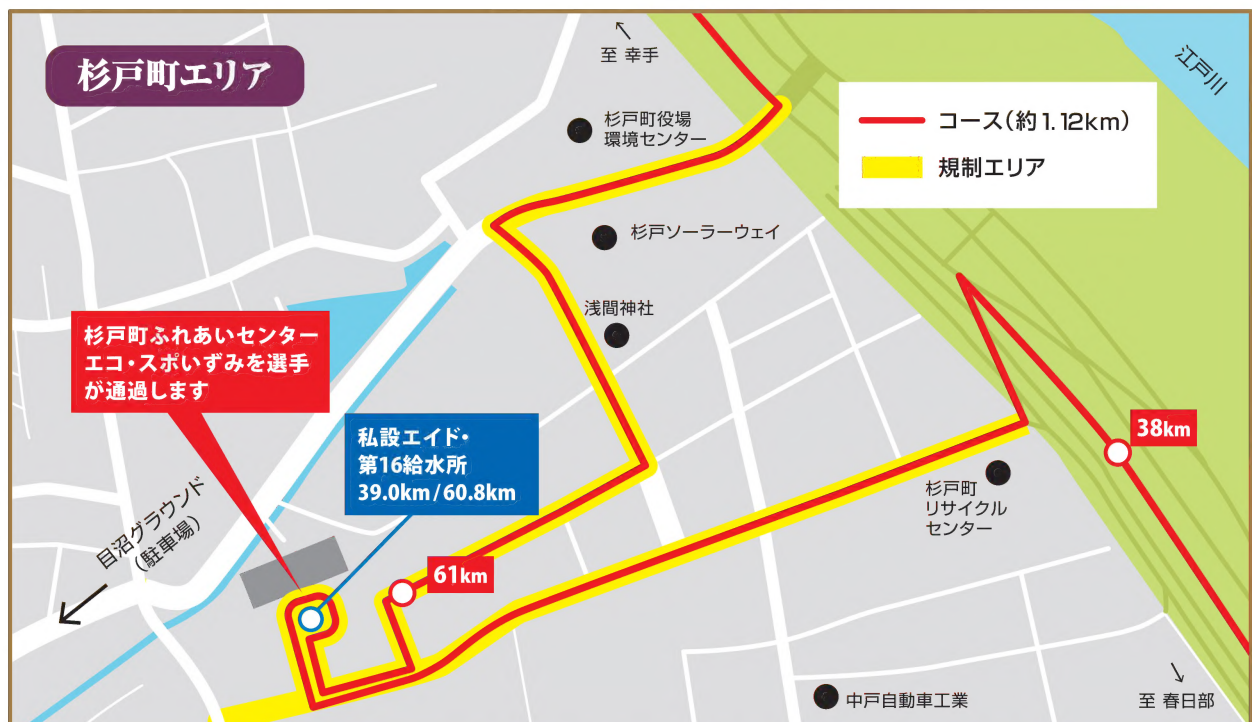 杉戸町エリア
至 幸手
江戸川
コース(約1.12km)
規制エリア
杉戸町役場
環境センター
杉戸ソーラーウェイ
浅間神社
杉戸町ふれあいセンター
エコ・スポいずみを選手
が通過します
私設エイド・
第16給水所
39.0km/60.8km
38km
杉戸町
リサイクル
センター
目沼グラウンド
(駐車場)
61km
中戸自動車工業
至 春日部